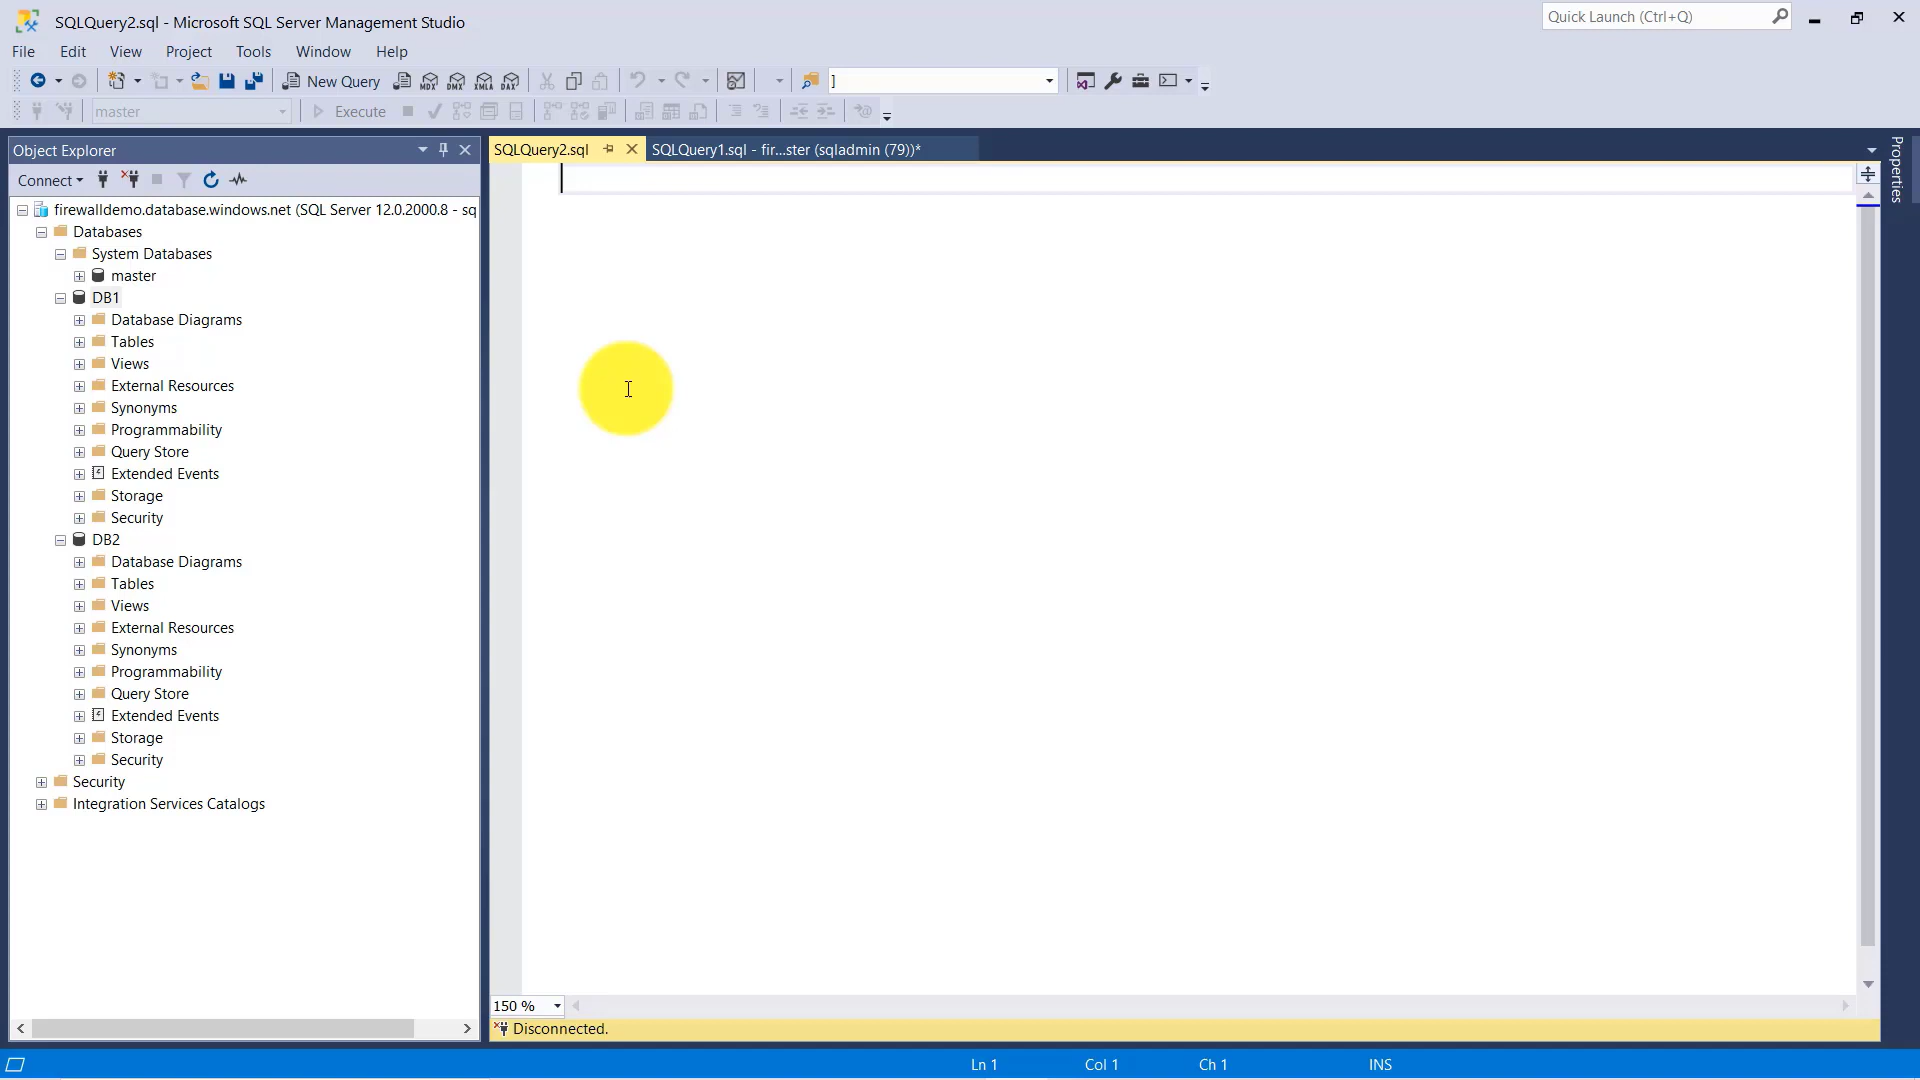 SQLQuery2.sql - Microsoft SQL Server Management Studio
Quick Launch (Ctrl+Q)
File Edit View Project Tools Window Help
New Query MDX DMX XMLA DAX ]
master Execute
Object Explorer
SQLQuery2.sql SQLQuery1.sql - fir...ster (sqladmin (79))*
Properties
Connect
firewalldemo.database.windows.net (SQL Server 12.0.2000.8 - sq
Databases
System Databases
master
DB1
Database Diagrams
Tables
Views
External Resources
Synonyms
Programmability
Query Store
Extended Events
Storage
Security
DB2
Database Diagrams
Tables
Views
External Resources
Synonyms
Programmability
Query Store
Extended Events
Storage
Security
Security
Integration Services Catalogs
150 %
Disconnected.
Ln 1 Col 1 Ch 1 INS